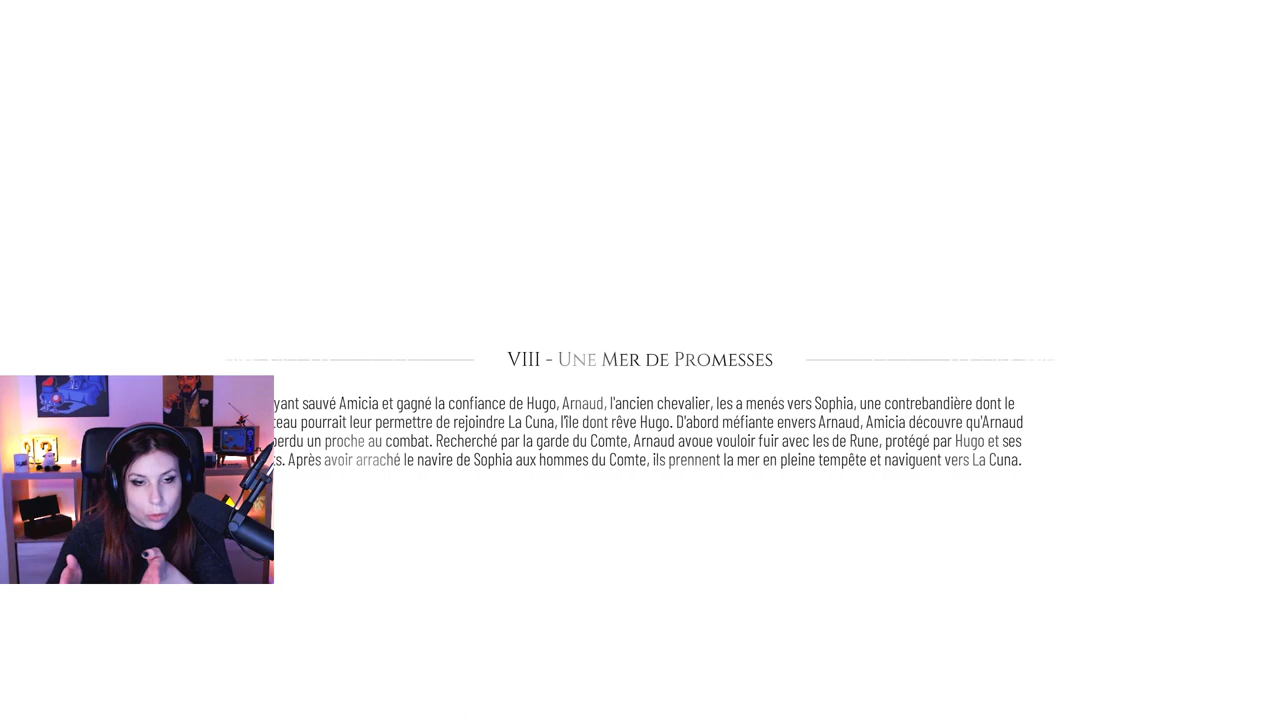 VIII - Une Mer de Promesses
sauvé Amicia et gagné la confiance de Hugo, Arnaud, l'ancien chevalier, les a menés vers Sophia, une contrebandière dont le
pourrait leur permettre de rejoindre La Cuna, l'île dont rêve Hugo. D'abord méfiante envers Arnaud, Amicia découvre qu'Arnaud
perdu un proche au combat. Recherché par la garde du Comte, Arnaud avoue vouloir fuir avec les de Rune, protégé par Hugo et ses
Après avoir arraché le navire de Sophia aux hommes du Comte, ils prennent la mer en pleine tempête et naviguent vers La Cuna.